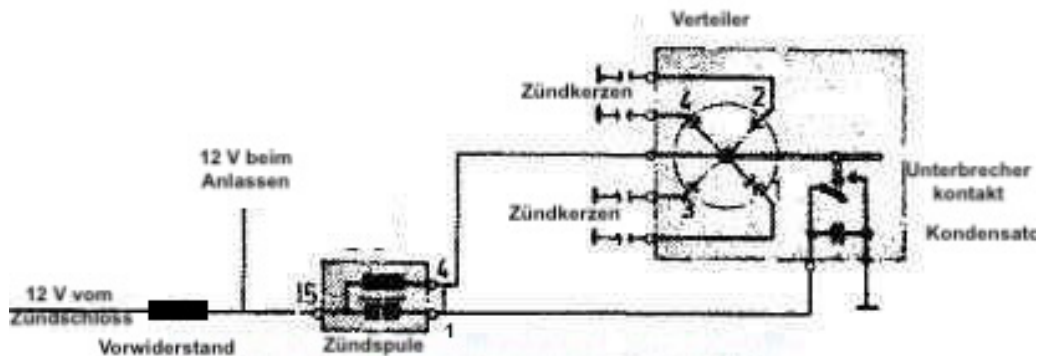 Verteiler
Zündkerzen
4
2
12 V beim
Anlassen
Unterbrecher
kontakt
1
3
Zündkerzen
Kondensato
12 V vom
Zündschloss
15
4
1
Vorwiderstand
Zündspule